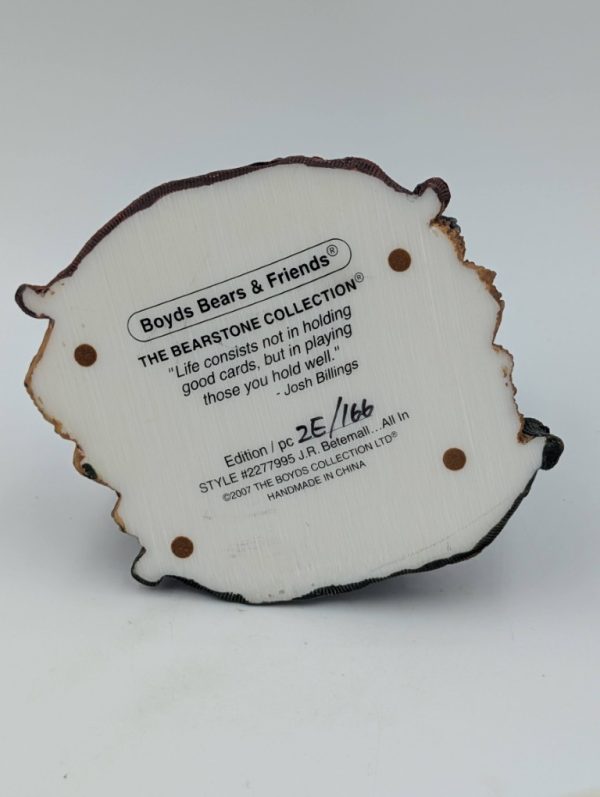 Boyds Bears & Friends®
THE BEARSTONE COLLECTION®
"Life consists not in holding
good cards, but in playing
those you hold well."
- Josh Billings
Edition / pc 2E/166
STYLE #2277995 J.R. Betemall...All In
©2007 THE BOYDS COLLECTION LTD®
HANDMADE IN CHINA